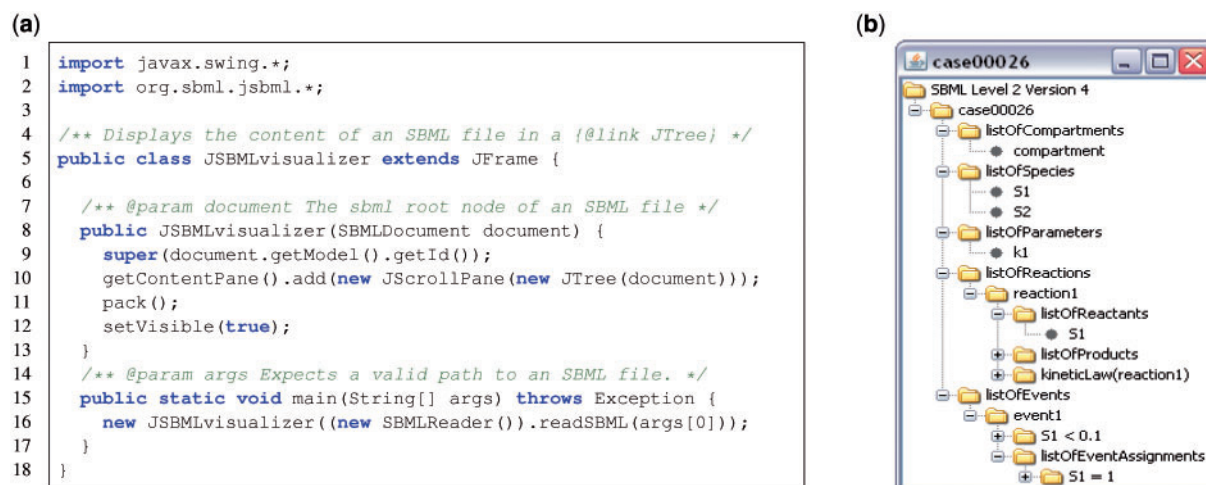 (a)
1 import javax.swing.*;
2 import org.sbml.jsbml.*;
3
4 /** Displays the content of an SBML file in a {@link JTree} */
5 public class JSBMLvisualizer extends JFrame {
6
7 /** @param document The sbml root node of an SBML file */
8 public JSBMLvisualizer(SBMLDocument document) {
9 super(document.getModel().getId());
10 getContentPane().add(new JScrollPane(new JTree(document)));
11 pack();
12 setVisible(true);
13 }
14 /** @param args Expects a valid path to an SBML file. */
15 public static void main(String[] args) throws Exception {
16 new JSBMLvisualizer((new SBMLReader()).readSBML(args[0]));
17 }
18 }
(b)
case00026
SBML Level 2 Version 4
case00026
listOfCompartments
compartment
listOfSpecies
S1
S2
listOfParameters
k1
listOfReactions
reaction1
listOfReactants
S1
listOfProducts
kineticLaw(reaction1)
listOfEvents
event1
S1 < 0.1
listOfEventAssignments
S1 = 1